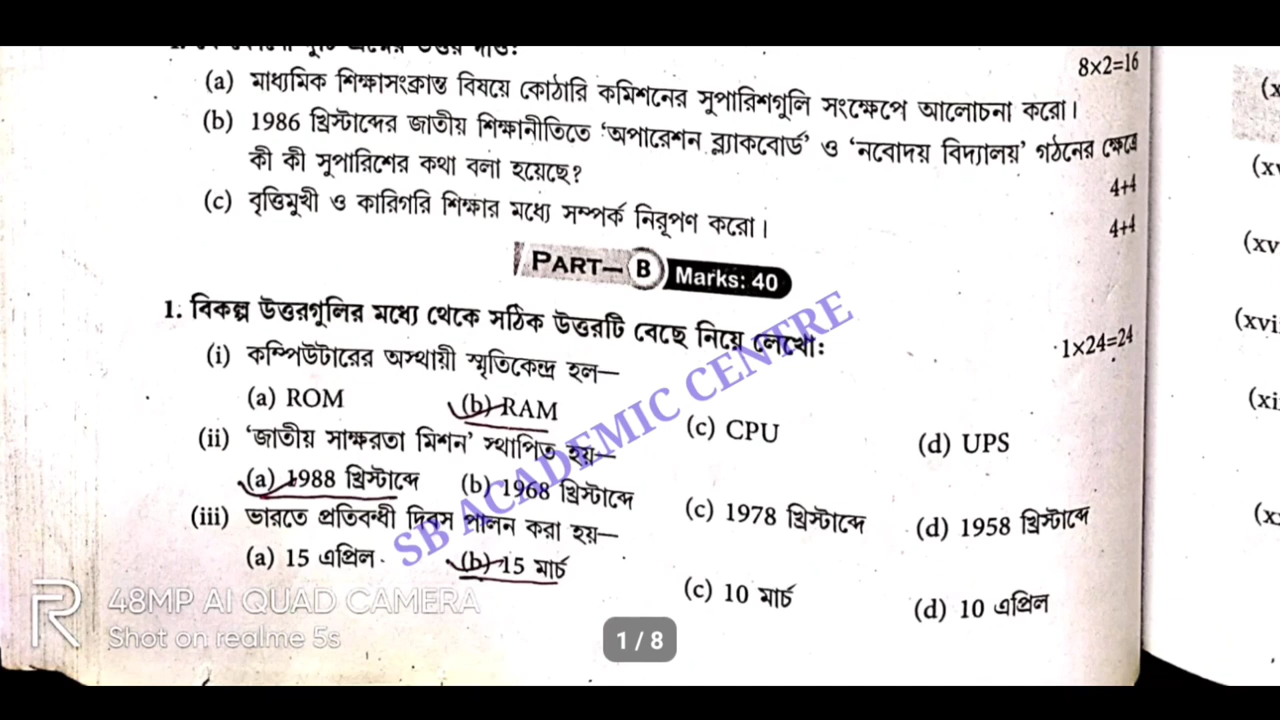 (a) মাধ্যমিক শিক্ষাসংক্রান্ত বিষয়ে কোঠারি কমিশনের সুপারিশগুলি সংক্ষেপে আলোচনা করো। 8×2=16
(b) 1986 খ্রিস্টাব্দের জাতীয় শিক্ষানীতিতে ‘অপারেশন ব্ল্যাকবোর্ড’ ও ‘নবোদয় বিদ্যালয়’ গঠনের ক্ষেত্রে
কী কী সুপারিশের কথা বলা হয়েছে? 4+4
(c) বৃত্তিমুখী ও কারিগরি শিক্ষার মধ্যে সম্পর্ক নিরূপণ করো। 4+4
PART—B Marks: 40
1. বিকল্প উত্তরগুলির মধ্যে থেকে সঠিক উত্তরটি বেছে নিয়ে লেখো: 1×24=24
(i) কম্পিউটারের অস্থায়ী স্মৃতিকেন্দ্র হল—
(a) ROM (b) RAM (c) CPU (d) UPS
(ii) ‘জাতীয় সাক্ষরতা মিশন’ স্থাপিত হয়—
(a) 1988 খ্রিস্টাব্দে (b) 1968 খ্রিস্টাব্দে (c) 1978 খ্রিস্টাব্দে (d) 1958 খ্রিস্টাব্দে
(iii) ভারতে প্রতিবন্ধী দিবস পালন করা হয়—
(a) 15 এপ্রিল (b) 15 মার্চ (c) 10 মার্চ (d) 10 এপ্রিল
SB ACADEMIC CENTRE
48MP AI QUAD CAMERA
Shot on realme 5s
1 / 8